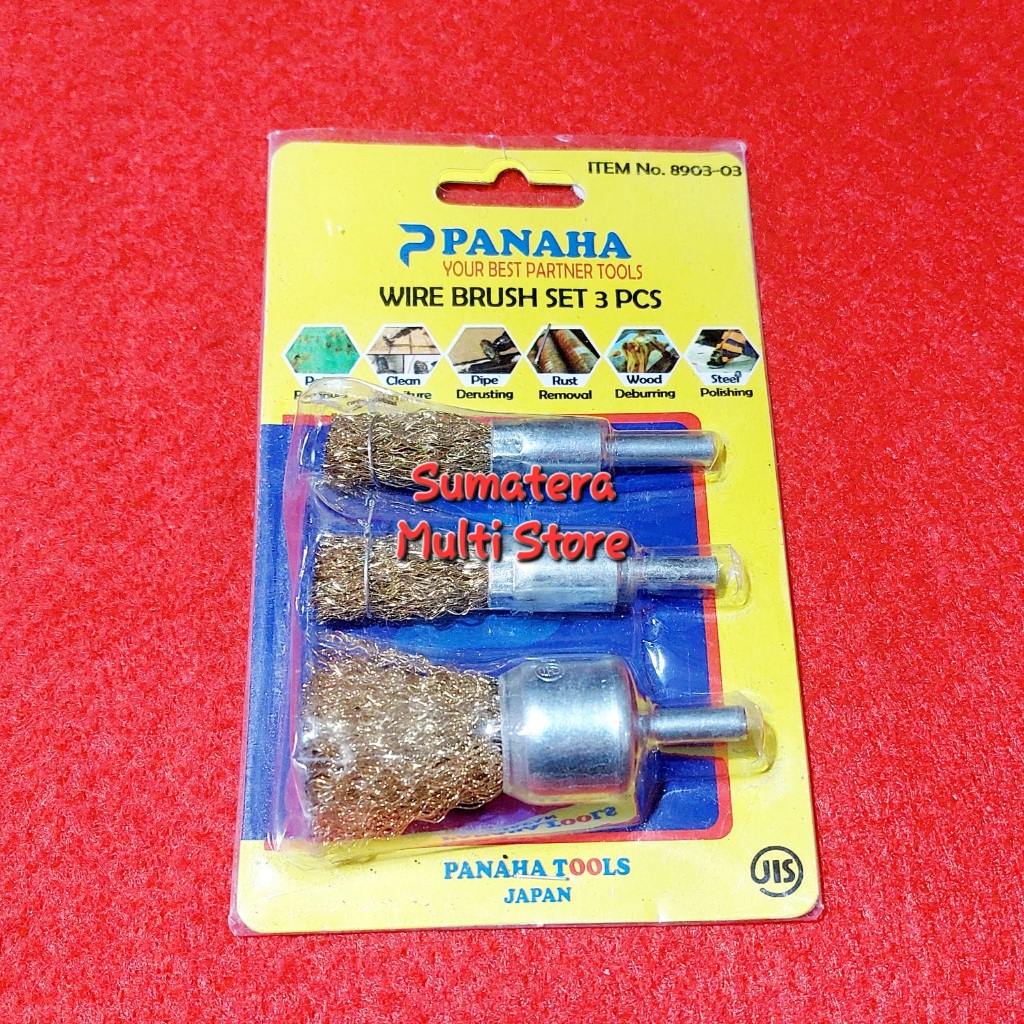 ITEM No. 8903-03
PANAHA
YOUR BEST PARTNER TOOLS
WIRE BRUSH SET 3 PCS
Clean
Pipe Derusting
Rust Removal
Wood Deburring
Steel Polishing
Sumatera
Multi Store
PANAHA TOOLS
JAPAN
JIS